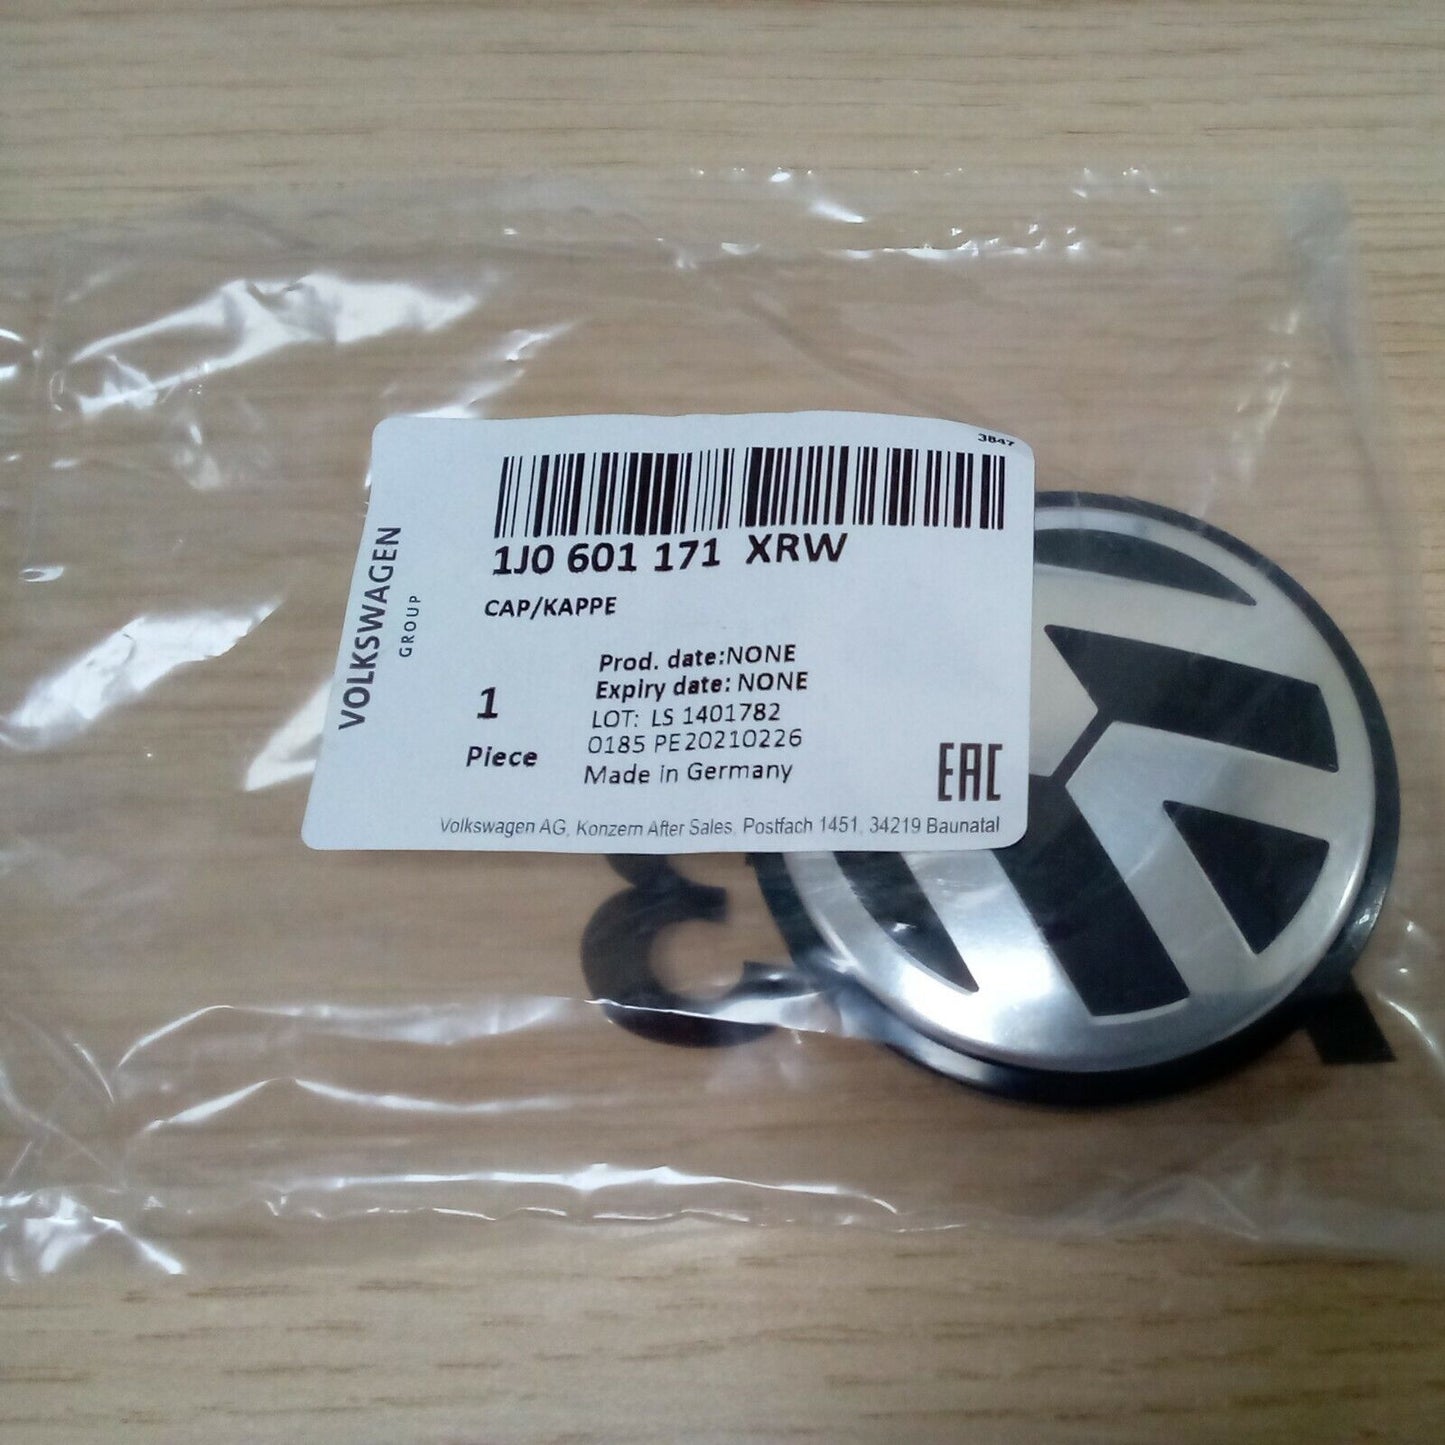 3847
1J0 601 171 XRW
CAP/KAPPE
VOLKSWAGEN
GROUP
Prod. date:NONE
Expiry date: NONE
1
Piece
LOT: LS 1401782
0185 PE20210226
Made in Germany
EAC
Volkswagen AG, Konzern After Sales, Postfach 1451, 34219 Baunatal